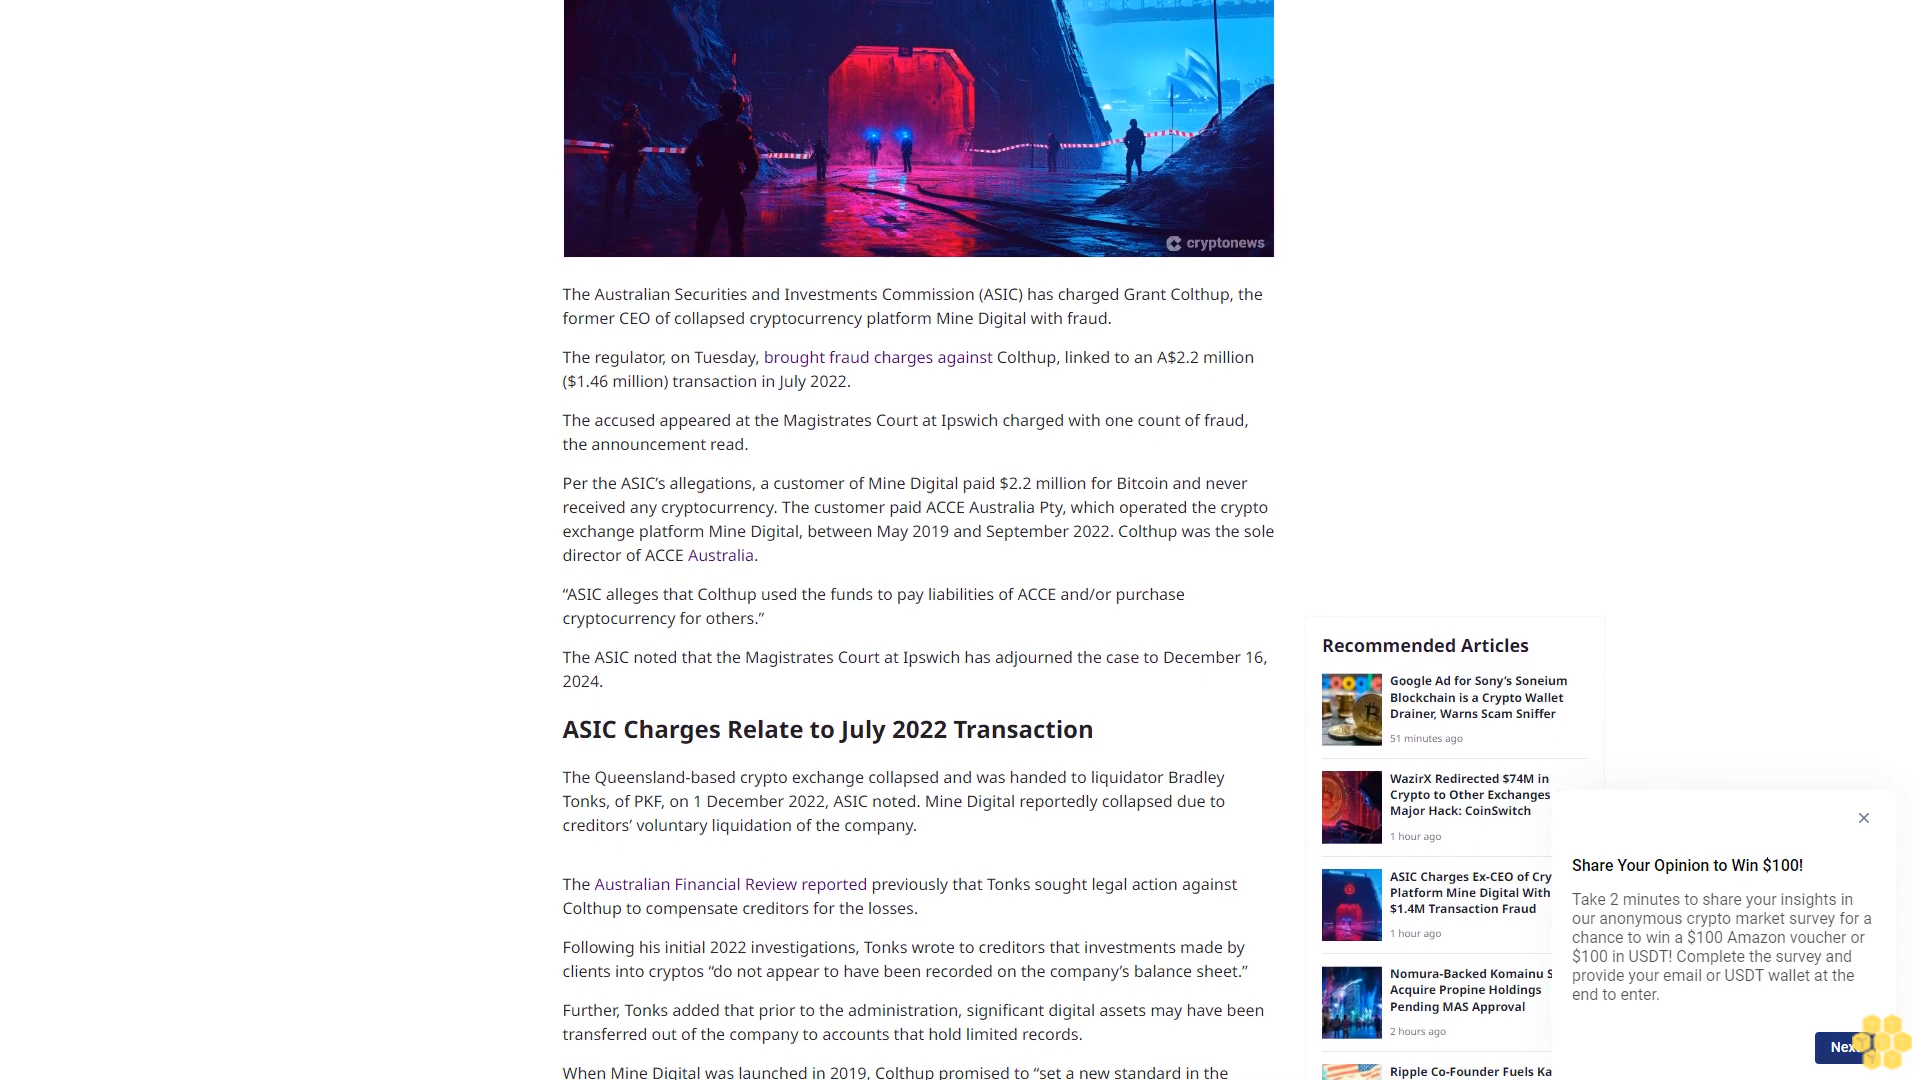 cryptonews
The Australian Securities and Investments Commission (ASIC) has charged Grant Colthup, the
former CEO of collapsed cryptocurrency platform Mine Digital with fraud.
The regulator, on Tuesday, brought fraud charges against Colthup, linked to an A$2.2 million
($1.46 million) transaction in July 2022.
The accused appeared at the Magistrates Court at Ipswich charged with one count of fraud,
the announcement read.
Per the ASIC’s allegations, a customer of Mine Digital paid $2.2 million for Bitcoin and never
received any cryptocurrency. The customer paid ACCE Australia Pty, which operated the crypto
exchange platform Mine Digital, between May 2019 and September 2022. Colthup was the sole
director of ACCE Australia.
“ASIC alleges that Colthup used the funds to pay liabilities of ACCE and/or purchase
cryptocurrency for others.”
The ASIC noted that the Magistrates Court at Ipswich has adjourned the case to December 16,
2024.
ASIC Charges Relate to July 2022 Transaction
The Queensland-based crypto exchange collapsed and was handed to liquidator Bradley
Tonks, of PKF, on 1 December 2022, ASIC noted. Mine Digital reportedly collapsed due to
creditors’ voluntary liquidation of the company.
The Australian Financial Review reported previously that Tonks sought legal action against
Colthup to compensate creditors for the losses.
Following his initial 2022 investigations, Tonks wrote to creditors that investments made by
clients into cryptos “do not appear to have been recorded on the company’s balance sheet.”
Further, Tonks added that prior to the administration, significant digital assets may have been
transferred out of the company to accounts that hold limited records.
When Mine Digital was launched in 2019, Colthup promised to “set a new standard in the
Recommended Articles
Google Ad for Sony’s Soneium
Blockchain is a Crypto Wallet
Drainer, Warns Scam Sniffer
51 minutes ago
WazirX Redirected $74M in
Crypto to Other Exchanges
Major Hack: CoinSwitch
1 hour ago
ASIC Charges Ex-CEO of Cry
Platform Mine Digital With
$1.4M Transaction Fraud
1 hour ago
Nomura-Backed Komainu S
Acquire Propine Holdings
Pending MAS Approval
2 hours ago
Ripple Co-Founder Fuels Ka
Share Your Opinion to Win $100!
Take 2 minutes to share your insights in
our anonymous crypto market survey for a
chance to win a $100 Amazon voucher or
$100 in USDT! Complete the survey and
provide your email or USDT wallet at the
end to enter.
Nex